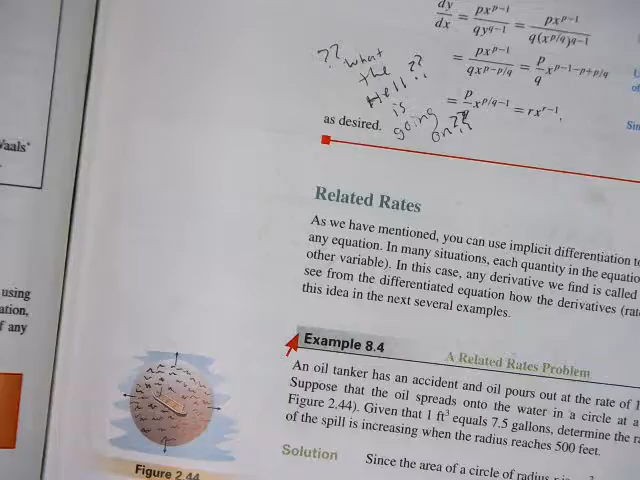 dy/dx = px^{p-1}/qy^{q-1} = px^{p-1}/q(x^{p/q})^{q-1}
= px^{p-1}/qx^{p-p/q} = p/q x^{p-1-p+p/q}
= p/q x^{p/q-1} = rx^{r-1},
as desired.
?? what
the
Hell??
is
going
on??
Waals'
using
ation,
f any
Related Rates
As we have mentioned, you can use implicit differentiation to
any equation. In many situations, each quantity in the equatio
other variable). In this case, any derivative we find is called
see from the differentiated equation how the derivatives (rat
this idea in the next several examples.
Example 8.4
A Related Rates Problem
An oil tanker has an accident and oil pours out at the rate of 1
Suppose that the oil spreads onto the water in a circle at a
Figure 2.44). Given that 1 ft³ equals 7.5 gallons, determine the ra
of the spill is increasing when the radius reaches 500 feet.
Solution
Since the area of a circle of radius
Figure 2.44